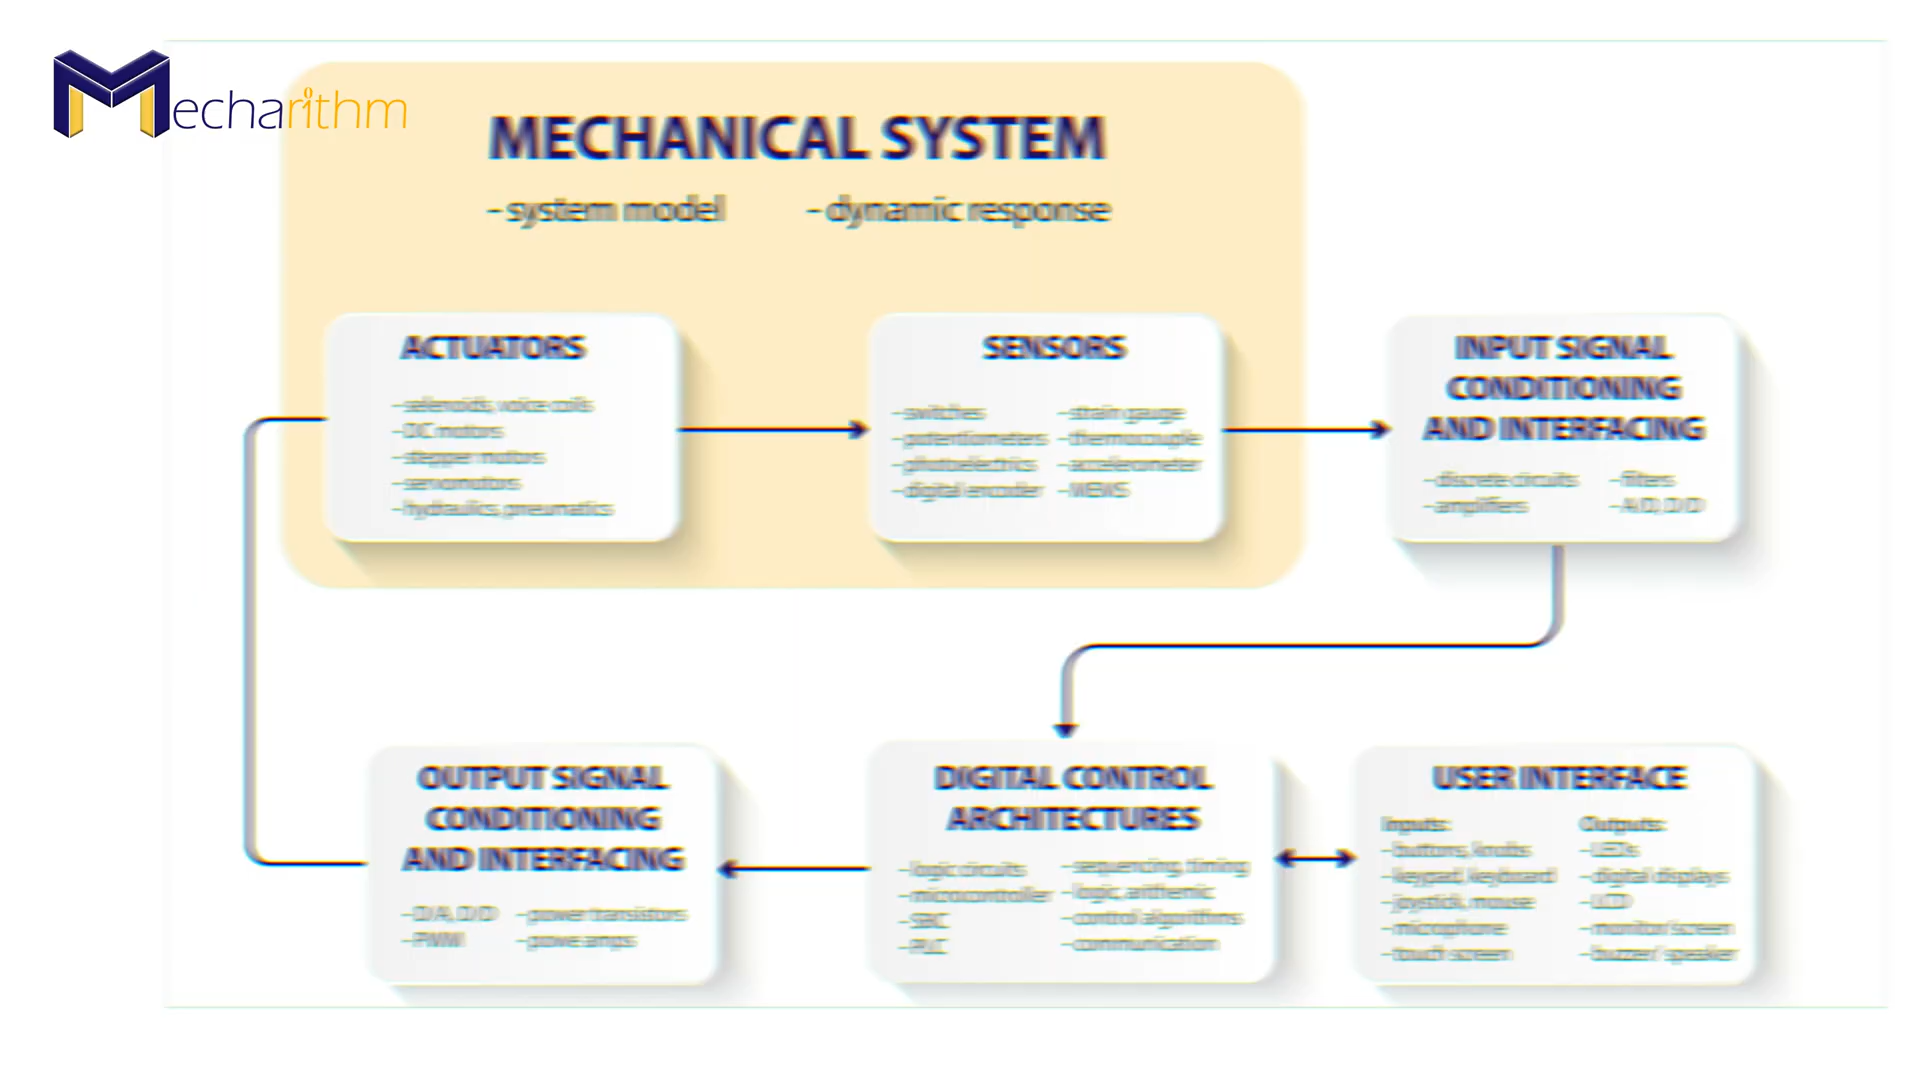 Mecharithm
MECHANICAL SYSTEM
- system model
- dynamic response
ACTUATORS
- solenoids, voice coils
- DC motors
- stepper motors
- servomotors
- hydraulics, pneumatics
SENSORS
- switches
- potentiometers
- photoelectrics
- digital encoder
- strain gauge
- thermocouple
- accelerometer
- MEMS
INPUT SIGNAL
CONDITIONING
AND INTERFACING
- discrete circuits
- amplifiers
- filters
- A/D, D/D
OUTPUT SIGNAL
CONDITIONING
AND INTERFACING
- D/A, D/D
- PWM
- power transistors
- powe amps
DIGITAL CONTROL
ARCHITECTURES
- logic circuits
- microcontroller
- SBC
- PLC
- sequencing, timing
- logic, arithmetic
- control algorithms
- communication
USER INTERFACE
Inputs:
- buttons, knobs
- keypad, keyboard
- joystick, mouse
- microphone
- touch screen
Outputs:
- LEDs
- digital displays
- LCD
- monitor/ screen
- buzzer/ speaker